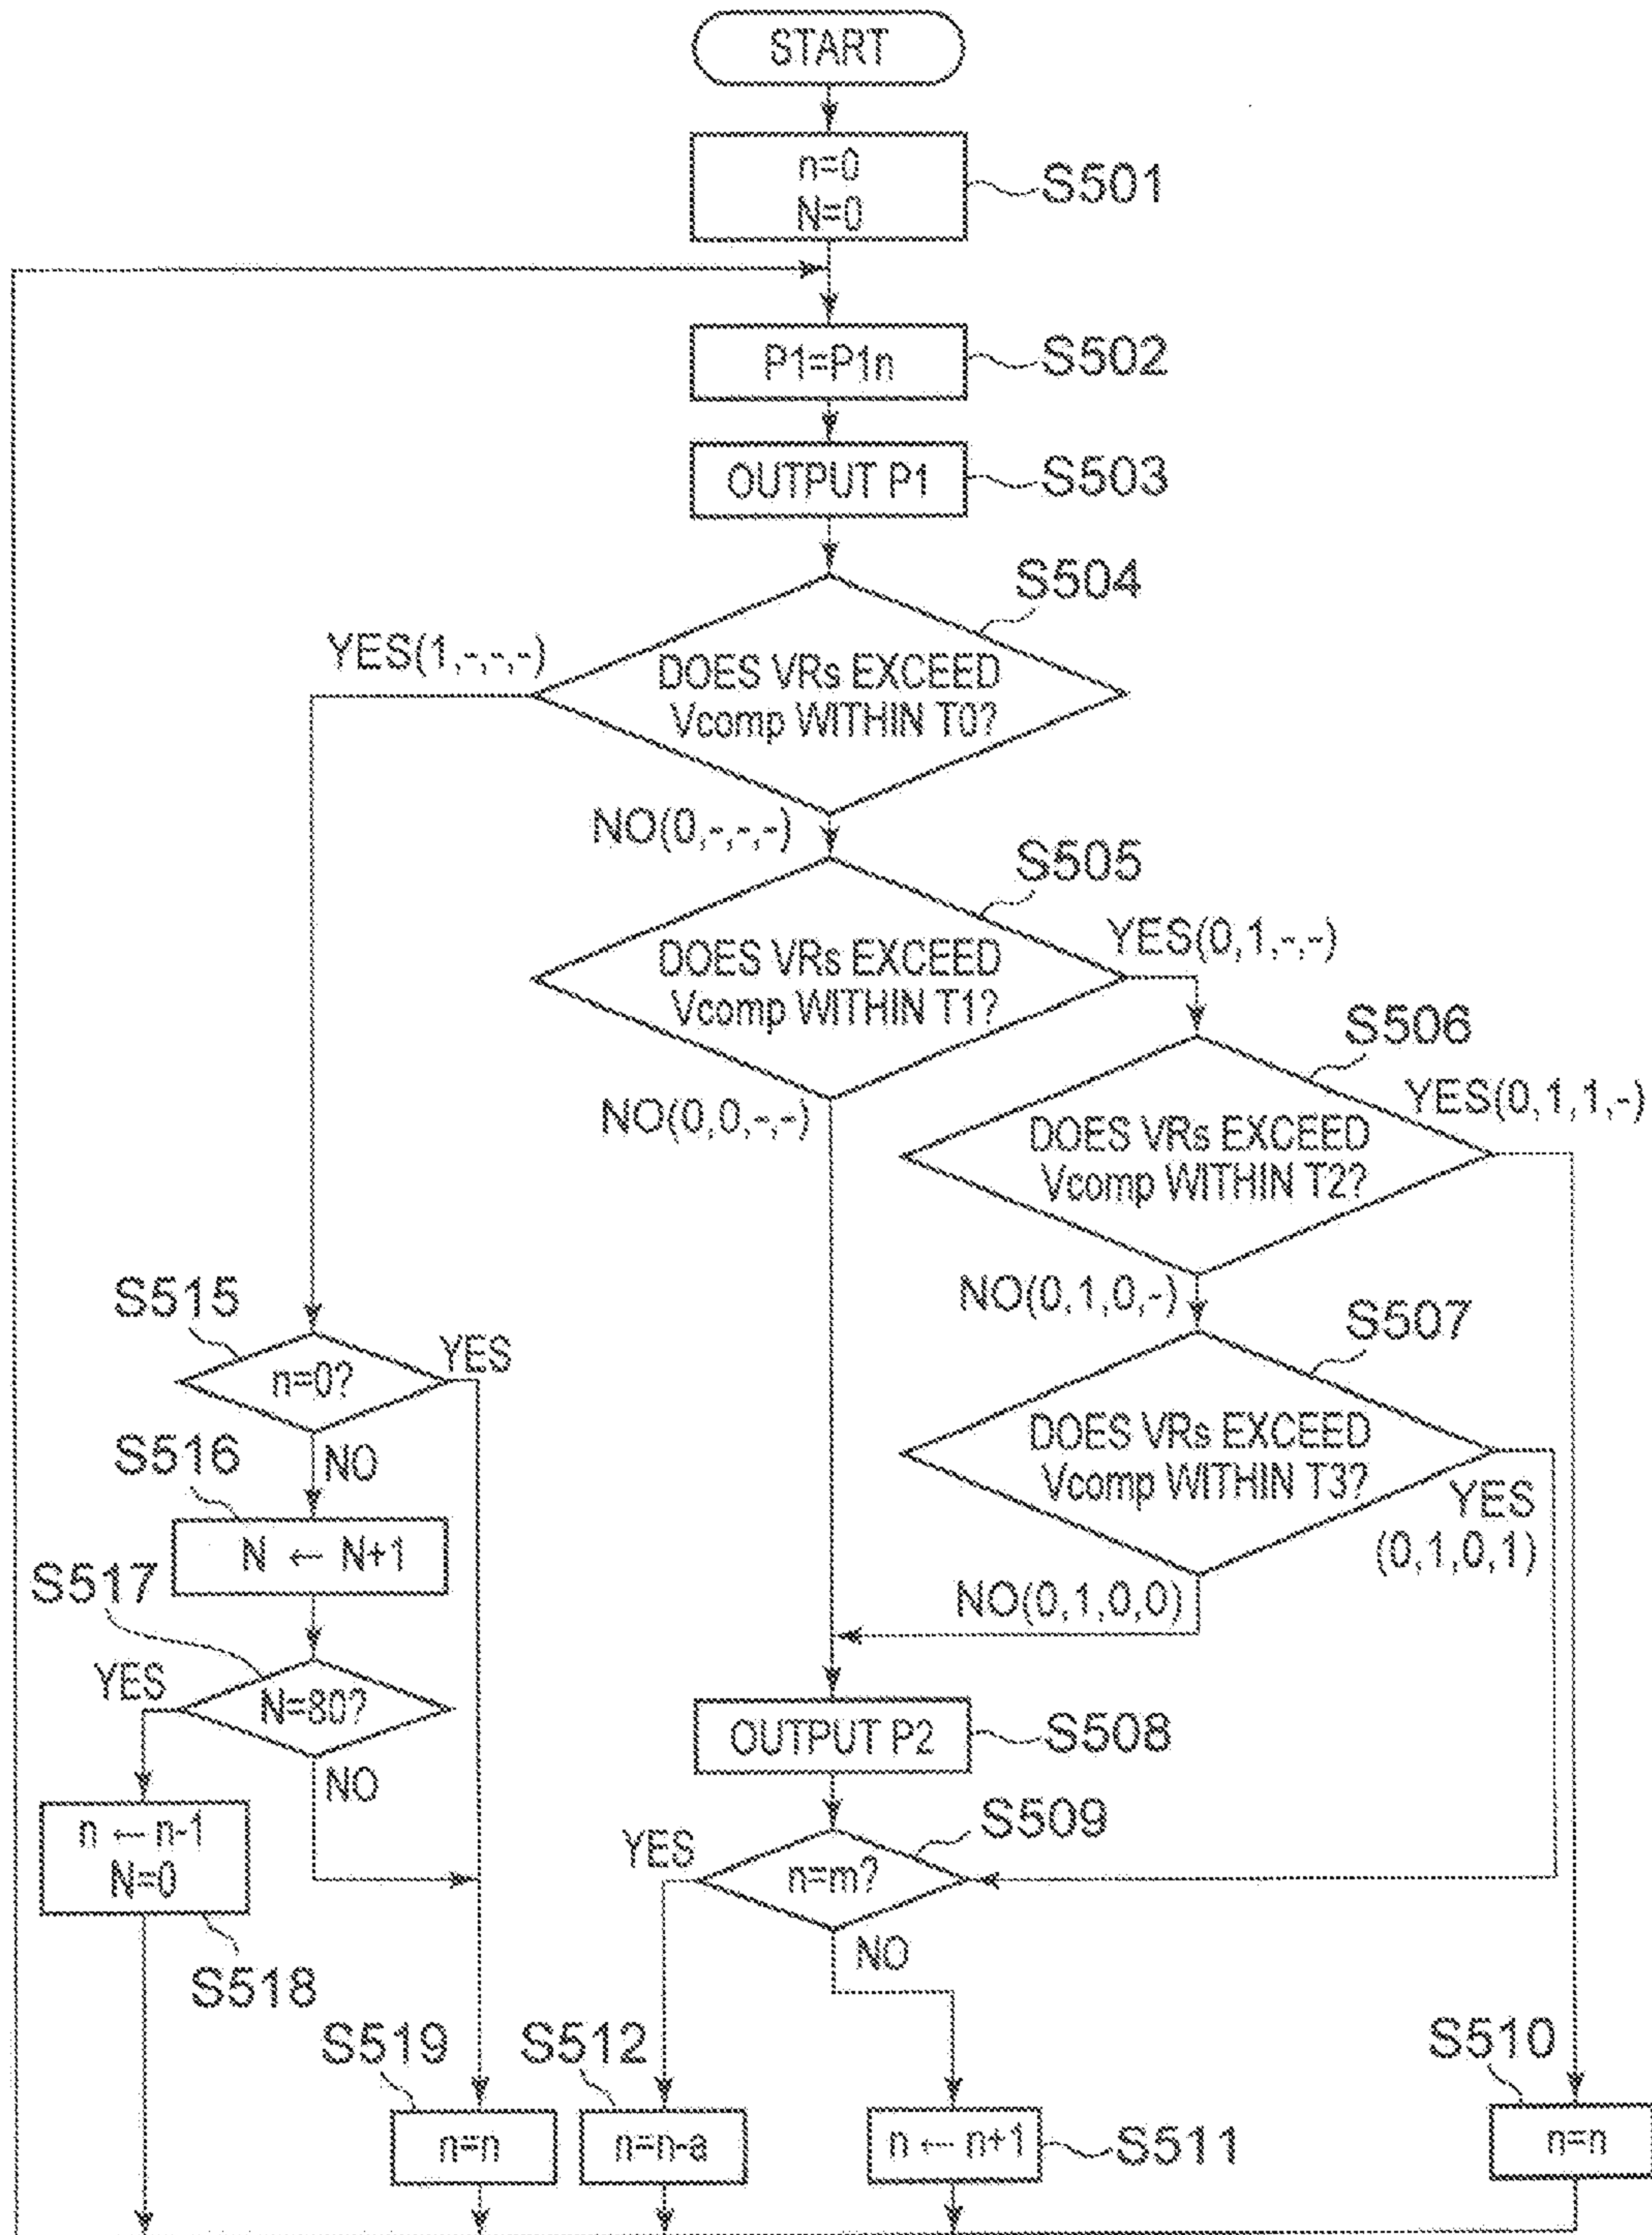 START
n=0
N=0
S501
P1=P1n
S502
OUTPUT P1
S503
S504
YES(1,-,-,-)
DOES VRs EXCEED
Vcomp WITHIN T0?
NO(0,-,-,-)
S505
YES(0,1,-,-)
DOES VRs EXCEED
Vcomp WITHIN T1?
S506
NO(0,0,-,-)
YES(0,1,1,-)
DOES VRs EXCEED
Vcomp WITHIN T2?
NO(0,1,0,-)
S515
S507
n=0?
YES
S516
NO
DOES VRs EXCEED
Vcomp WITHIN T3?
YES
(0,1,0,1)
N ← N+1
S517
NO(0,1,0,0)
YES
N=80?
NO
OUTPUT P2
S508
n ← n-1
N=0
YES
S509
n=m?
NO
S518
S519
S512
S510
n=n
n=n-a
n ← n+1
S511
n=n